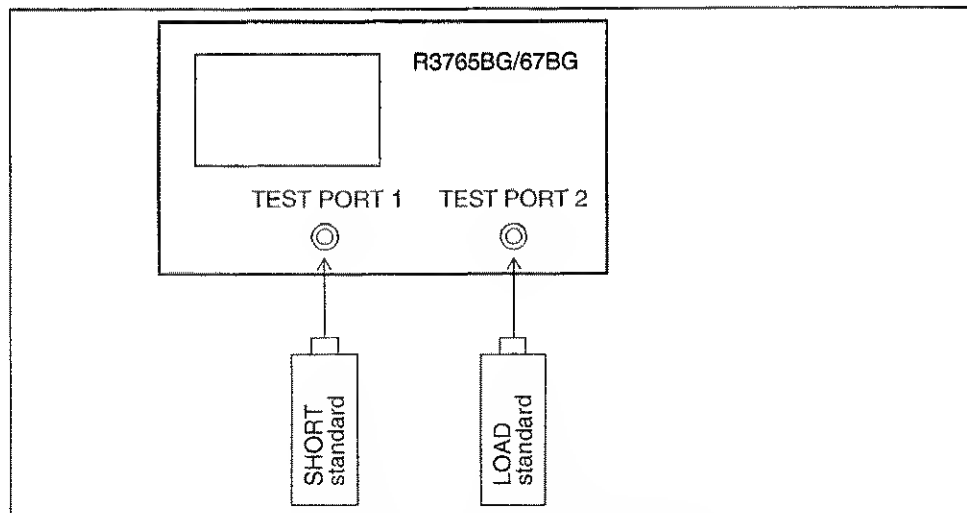 R3765BG/67BG
TEST PORT 1
TEST PORT 2
SHORT
standard
LOAD
standard